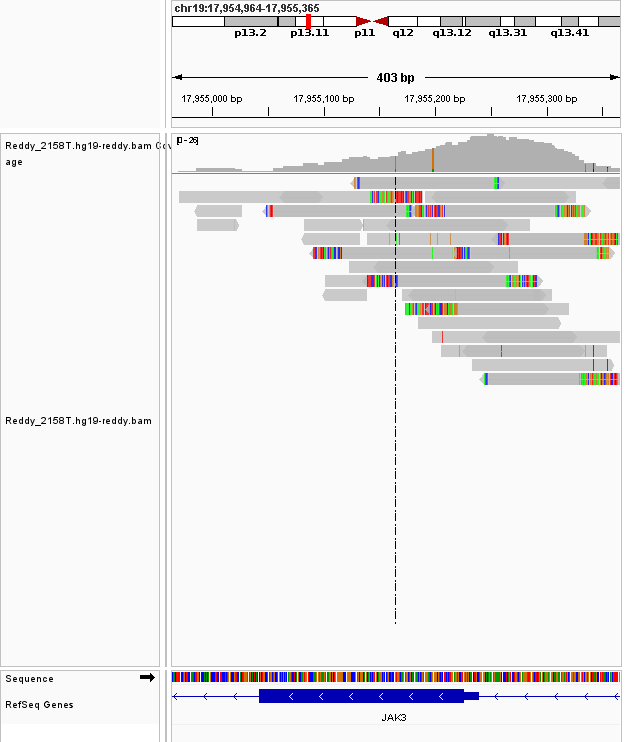 chr19:17,954,964-17,955,365
p13.2 p13.11 p11 q12 q13.12 q13.31 q13.41
403 bp
17,955,000 bp 17,955,100 bp 17,955,200 bp 17,955,300 bp
[0-26]
Reddy_2158T.hg19-reddy.bam Cov
age
Reddy_2158T.hg19-reddy.bam
Sequence
RefSeq Genes
JAK3